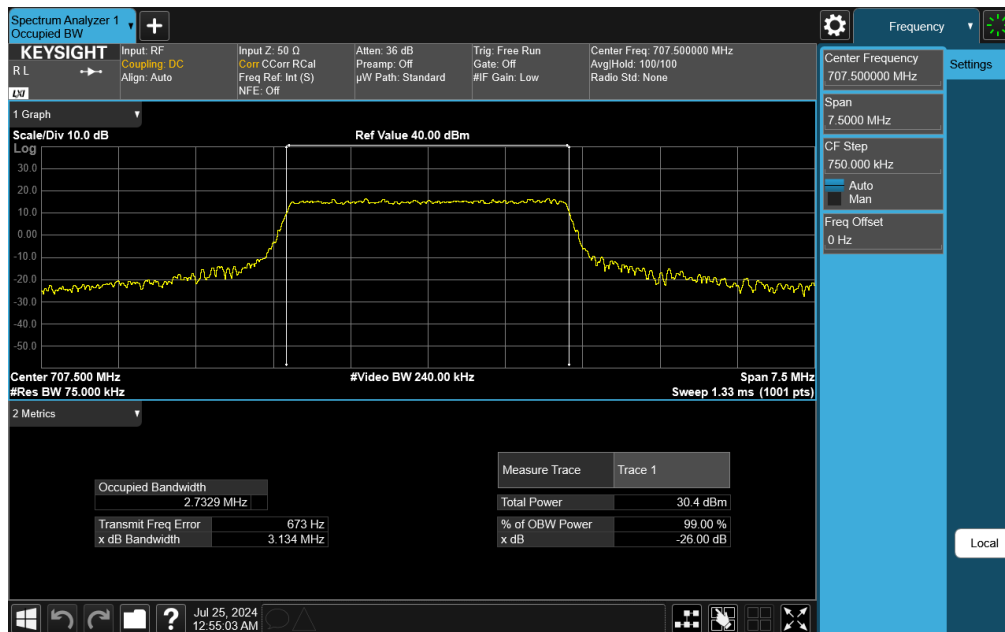 Spectrum Analyzer 1
Occupied BW
Frequency
KEYSIGHT
R L
LXI
Input: RF
Coupling: DC
Align: Auto
Input Z: 50 Ω
Corr CCorr RCal
Freq Ref: Int (S)
NFE: Off
Atten: 36 dB
Preamp: Off
µW Path: Standard
Trig: Free Run
Gate: Off
#IF Gain: Low
Center Freq: 707.500000 MHz
Avg|Hold: 100/100
Radio Std: None
Center Frequency
707.500000 MHz
Settings
Span
7.5000 MHz
CF Step
750.000 kHz
Auto
Man
Freq Offset
0 Hz
1 Graph
Scale/Div 10.0 dB
Ref Value 40.00 dBm
Log
30.0
20.0
10.0
0.00
-10.0
-20.0
-30.0
-40.0
-50.0
Center 707.500 MHz
#Video BW 240.00 kHz
Span 7.5 MHz
#Res BW 75.000 kHz
Sweep 1.33 ms (1001 pts)
2 Metrics
Measure Trace
Trace 1
Occupied Bandwidth
2.7329 MHz
Total Power
30.4 dBm
Transmit Freq Error
673 Hz
% of OBW Power
99.00 %
x dB Bandwidth
3.134 MHz
x dB
-26.00 dB
Local
Jul 25, 2024
12:55:03 AM